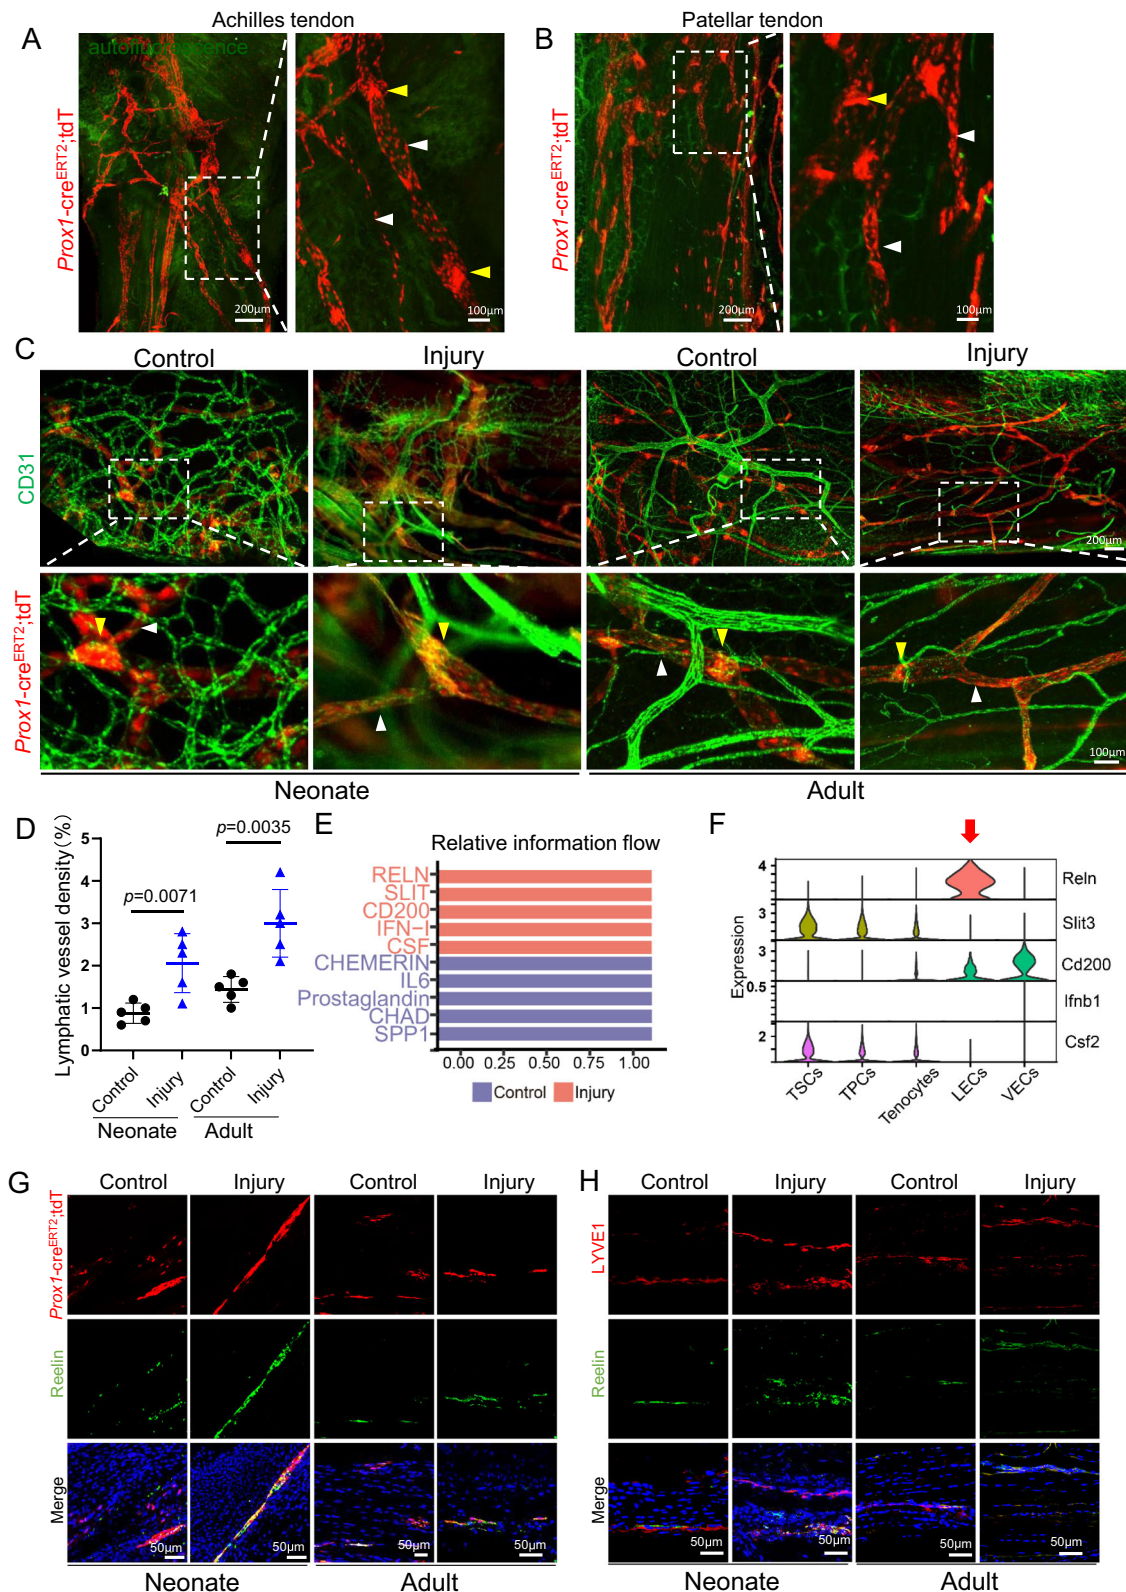 Achilles tendon
Patellar tendon
A
B
autofluorescence
Prox1-creERT2;tdT
200μm
100μm
Prox1-creERT2;tdT
200μm
100μm
C
Control
Injury
Control
Injury
CD31
Prox1-creERT2;tdT
200μm
100μm
Neonate
Adult
D
Lymphatic vessel density(%)
5
4
3
2
1
0
p=0.0071
p=0.0035
Control
Injury
Control
Injury
Neonate
Adult
E
Relative information flow
RELN
SLIT
CD200
IFN-I
CSF
CHEMERIN
IL6
Prostaglandin
CHAD
SPP1
0.00 0.25 0.50 0.75 1.00
Control Injury
F
Expression
4
Reln
3
Slit3
3
Cd200
0.5
Ifnb1
2
Csf2
TSCs
TPCs
Tenocytes
LECs
VECs
G
Control
Injury
Control
Injury
Prox1-creERT2;tdT
Reelin
Merge
50μm
50μm
50μm
50μm
Neonate
Adult
H
Control
Injury
Control
Injury
LYVE1
Reelin
Merge
50μm
50μm
50μm
50μm
Neonate
Adult